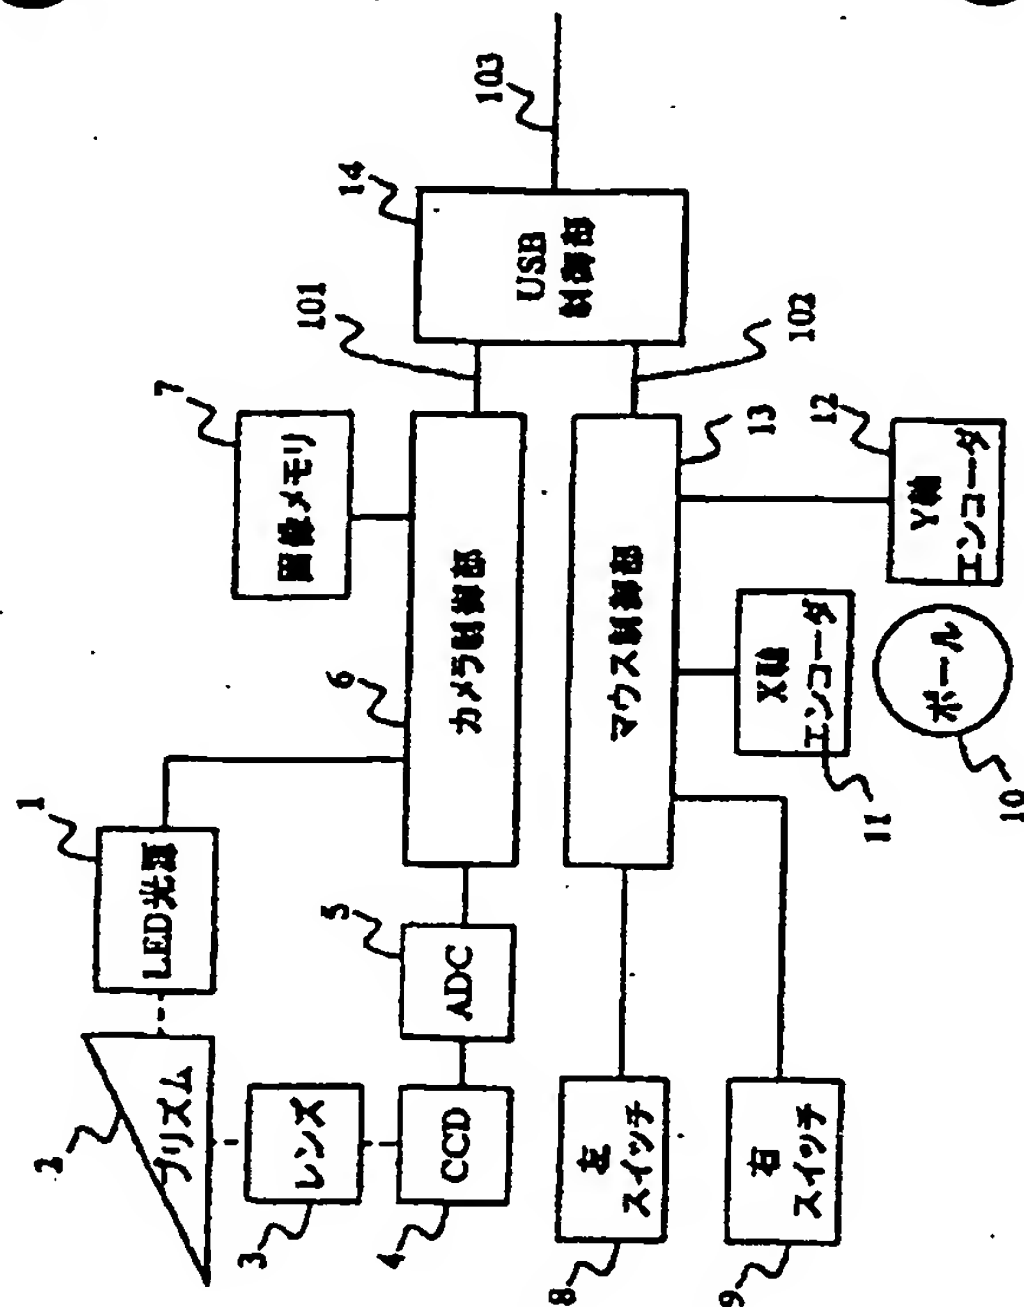 1
LED光源
2
プリズム
3
レンズ
4
CCD
5
ADC
6
カメラ制御部
7
画像メモリ
101
14
USB
制御部
103
102
マウス制御部
13
8
左
スイッチ
9
右
スイッチ
11
X軸
エンコーダ
12
Y軸
エンコーダ
10
ボール